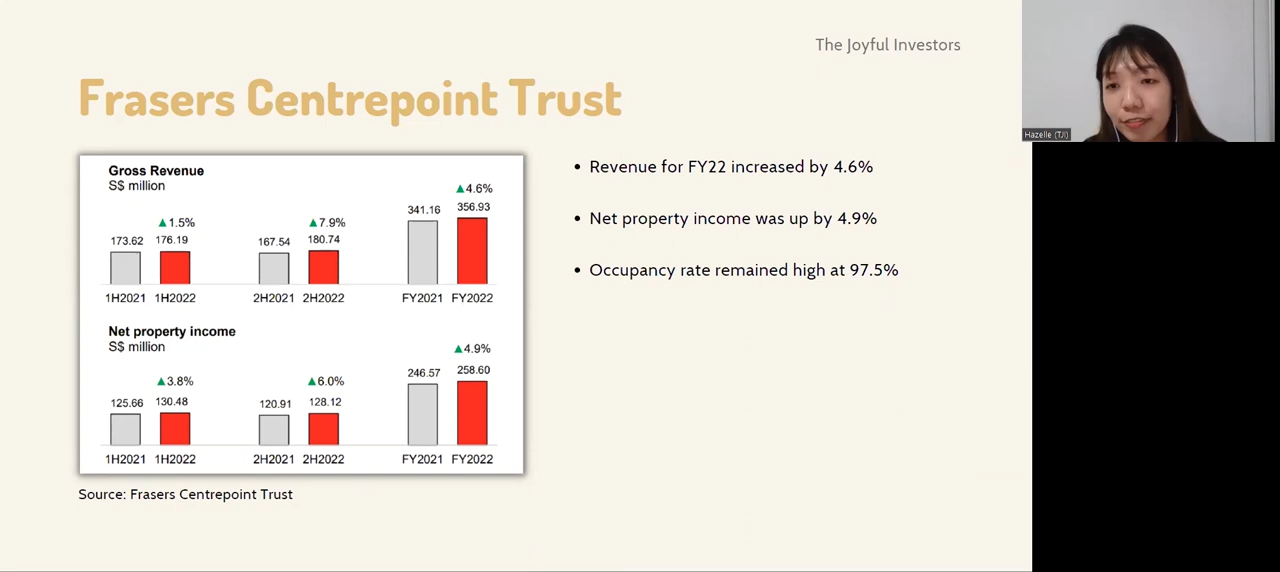 The Joyful Investors
Hazelle (TJI)
Frasers Centrepoint Trust
Gross Revenue
S$ million
▲4.6%
341.16 356.93
▲1.5% ▲7.9%
173.62 176.19 167.54 180.74
1H2021 1H2022 2H2021 2H2022 FY2021 FY2022
Net property income
S$ million
▲4.9%
246.57 258.60
▲3.8% ▲6.0%
125.66 130.48 120.91 128.12
1H2021 1H2022 2H2021 2H2022 FY2021 FY2022
Source: Frasers Centrepoint Trust
• Revenue for FY22 increased by 4.6%
• Net property income was up by 4.9%
• Occupancy rate remained high at 97.5%